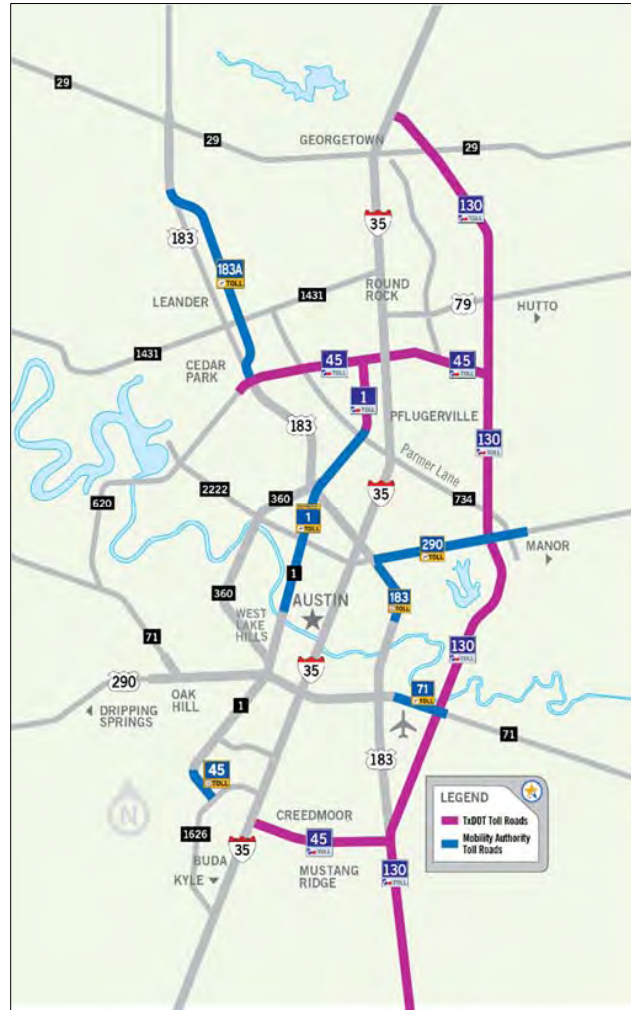 29
29
GEORGETOWN
29
130
TOLL
183
35
183A
TOLL
LEANDER
ROUND
ROCK
79
HUTTO
1431
1431
CEDAR
PARK
45
TOLL
45
TOLL
1
TOLL
PFLUGERVILLE
183
130
TOLL
Parmer Lane
35
620
2222
360
734
1
TOLL
290
TOLL
MANOR
1
183
TOLL
AUSTIN
360
WEST
LAKE
HILLS
71
130
TOLL
35
290
OAK
HILL
71
TOLL
DRIPPING
SPRINGS
1
71
183
45
TOLL
N
LEGEND
TxDOT Toll Roads
Mobility Authority
Toll Roads
CREEDMOOR
1626
35
45
TOLL
BUDA
MUSTANG
RIDGE
130
TOLL
KYLE